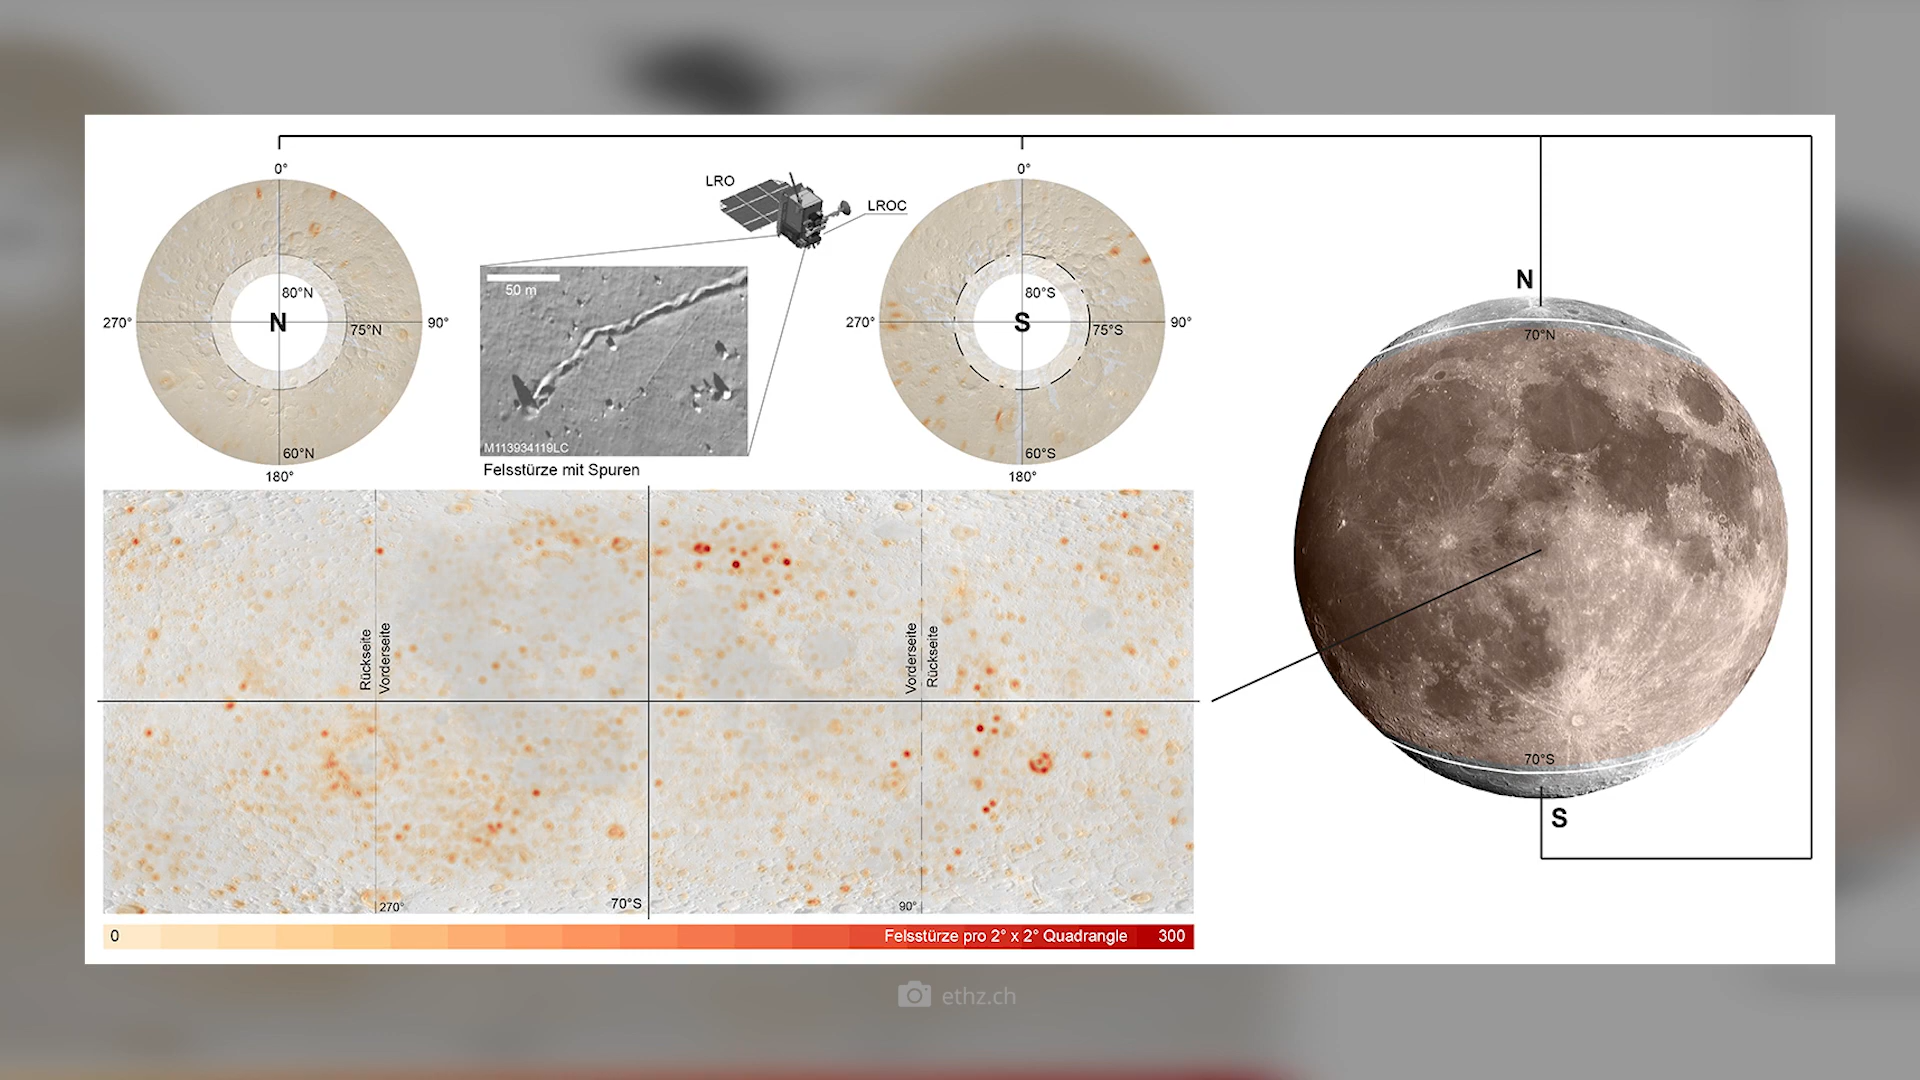 0°
270°
80°N
N
75°N
90°
60°N
180°
LRO
LROC
50 m
M113934119LC
Felsstürze mit Spuren
0°
270°
80°S
S
75°S
90°
60°S
180°
N
70°N
70°S
S
Rückseite
Vorderseite
Vorderseite
Rückseite
270°
70°S
90°
0
Felsstürze pro 2° x 2° Quadrangle
300
ethz.ch